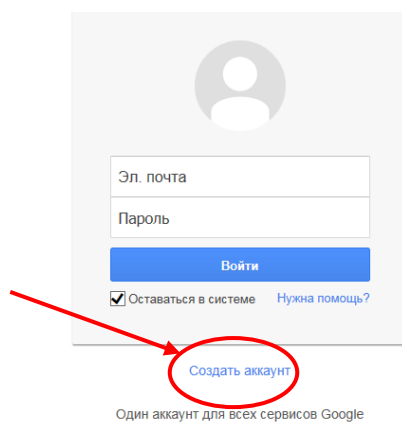 Эл. почта
Пароль
Войти
Оставаться в системе Нужна помощь?
Создать аккаунт
Один аккаунт для всех сервисов Google